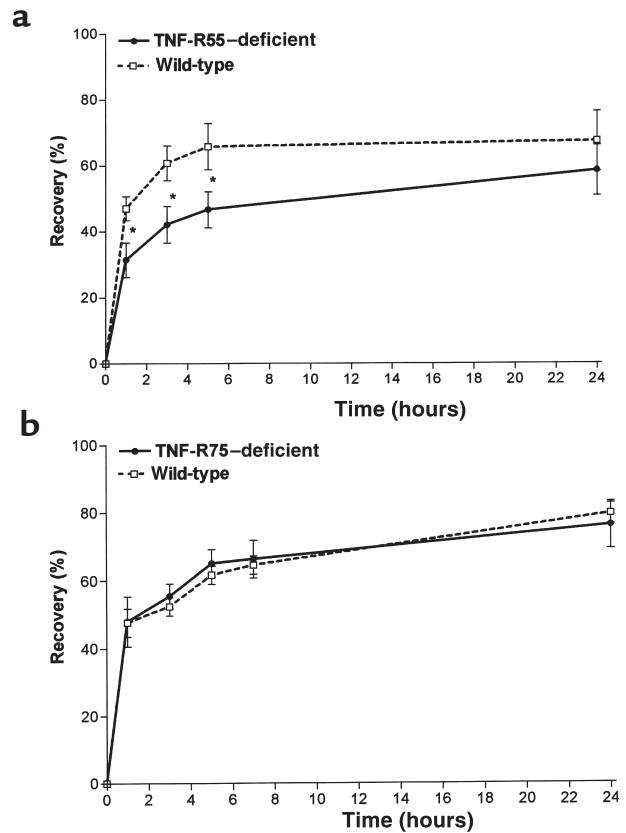 a
100
TNF-R55–deficient
Wild-type
80
60
40
20
0
Recovery (%)
*
*
*
0 2 4 6 8 10 12 14 16 18 20 22 24
Time (hours)
b
100
TNF-R75–deficient
Wild-type
80
60
40
20
0
Recovery (%)
0 2 4 6 8 10 12 14 16 18 20 22 24
Time (hours)